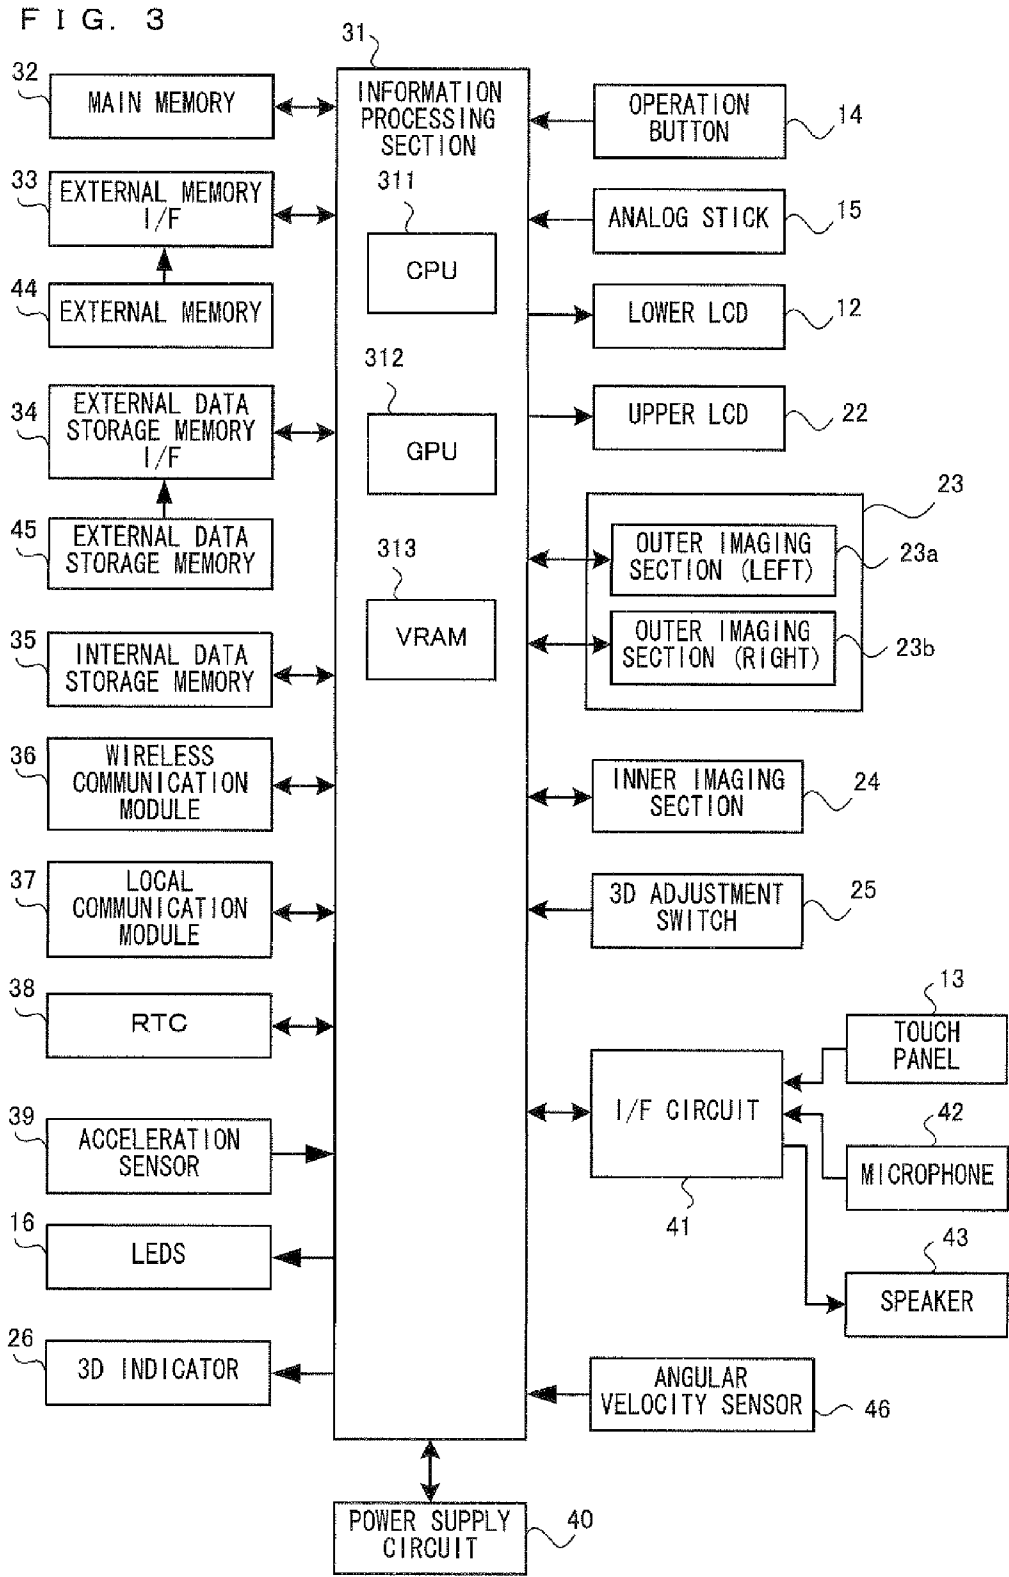 FIG. 3
31
INFORMATION
PROCESSING
SECTION
311
CPU
312
GPU
313
VRAM
32
MAIN MEMORY
33
EXTERNAL MEMORY
I/F
44
EXTERNAL MEMORY
34
EXTERNAL DATA
STORAGE MEMORY
I/F
45
EXTERNAL DATA
STORAGE MEMORY
35
INTERNAL DATA
STORAGE MEMORY
36
WIRELESS
COMMUNICATION
MODULE
37
LOCAL
COMMUNICATION
MODULE
38
RTC
39
ACCELERATION
SENSOR
16
LEDS
26
3D INDICATOR
OPERATION
BUTTON
14
ANALOG STICK
15
LOWER LCD
12
UPPER LCD
22
23
OUTER IMAGING
SECTION (LEFT)
23a
OUTER IMAGING
SECTION (RIGHT)
23b
INNER IMAGING
SECTION
24
3D ADJUSTMENT
SWITCH
25
I/F CIRCUIT
41
13
TOUCH
PANEL
42
MICROPHONE
43
SPEAKER
ANGULAR
VELOCITY SENSOR
46
POWER SUPPLY
CIRCUIT
40